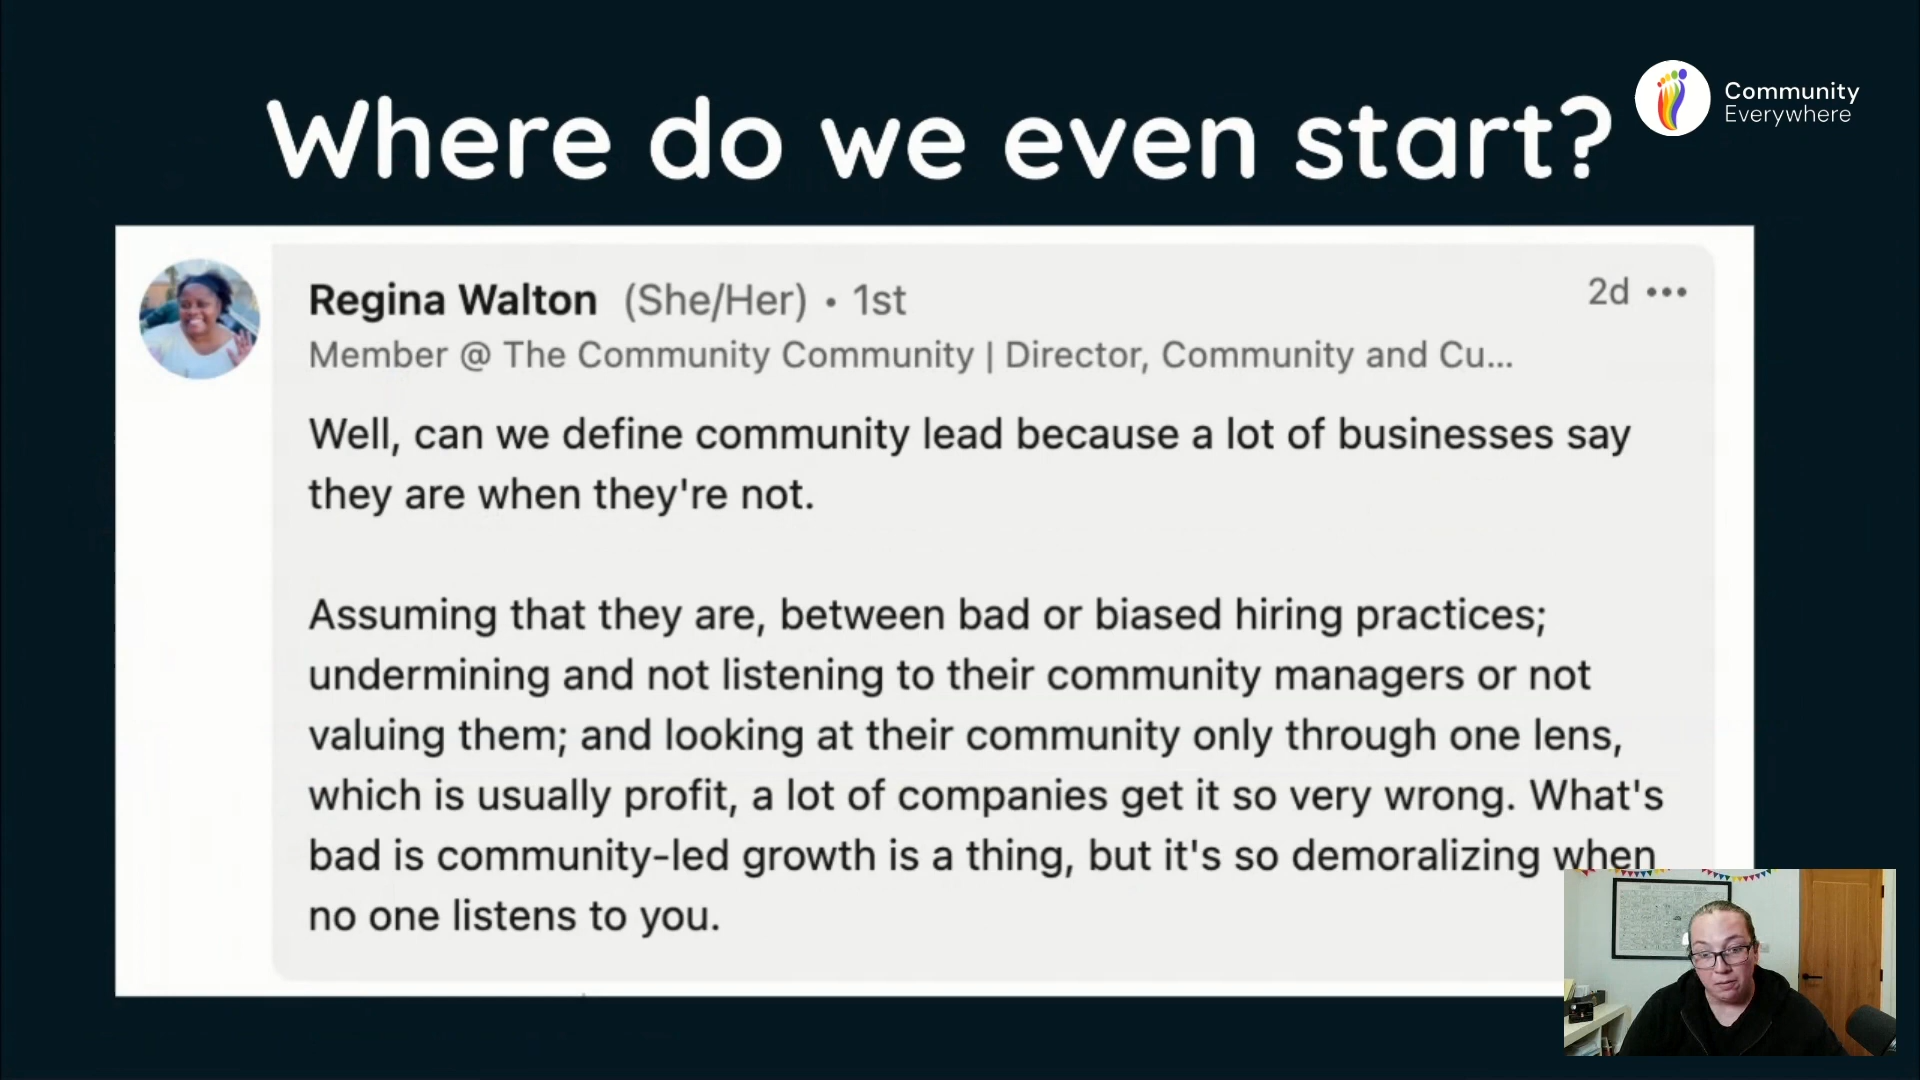 Where do we even start?
Community
Everywhere
Regina Walton (She/Her) • 1st
2d •••
Member @ The Community Community | Director, Community and Cu...
Well, can we define community lead because a lot of businesses say
they are when they're not.
Assuming that they are, between bad or biased hiring practices;
undermining and not listening to their community managers or not
valuing them; and looking at their community only through one lens,
which is usually profit, a lot of companies get it so very wrong. What's
bad is community-led growth is a thing, but it's so demoralizing when
no one listens to you.